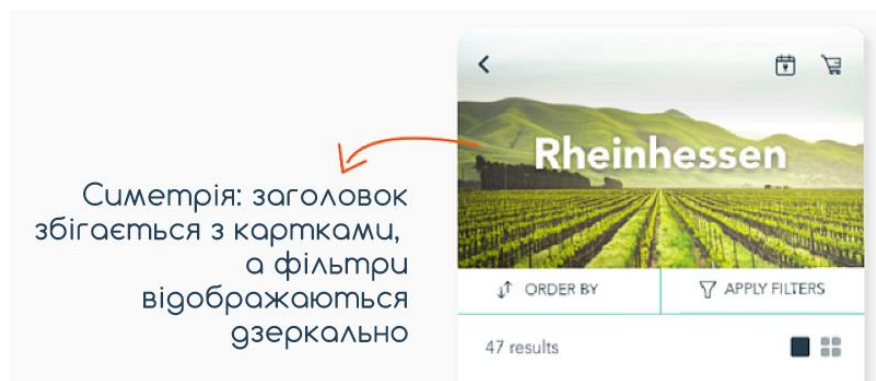 Rheinhessen
Симетрія: заголовок
збігається з картками,
а фільтри
відображаються
дзеркально
ORDER BY
APPLY FILTERS
47 results